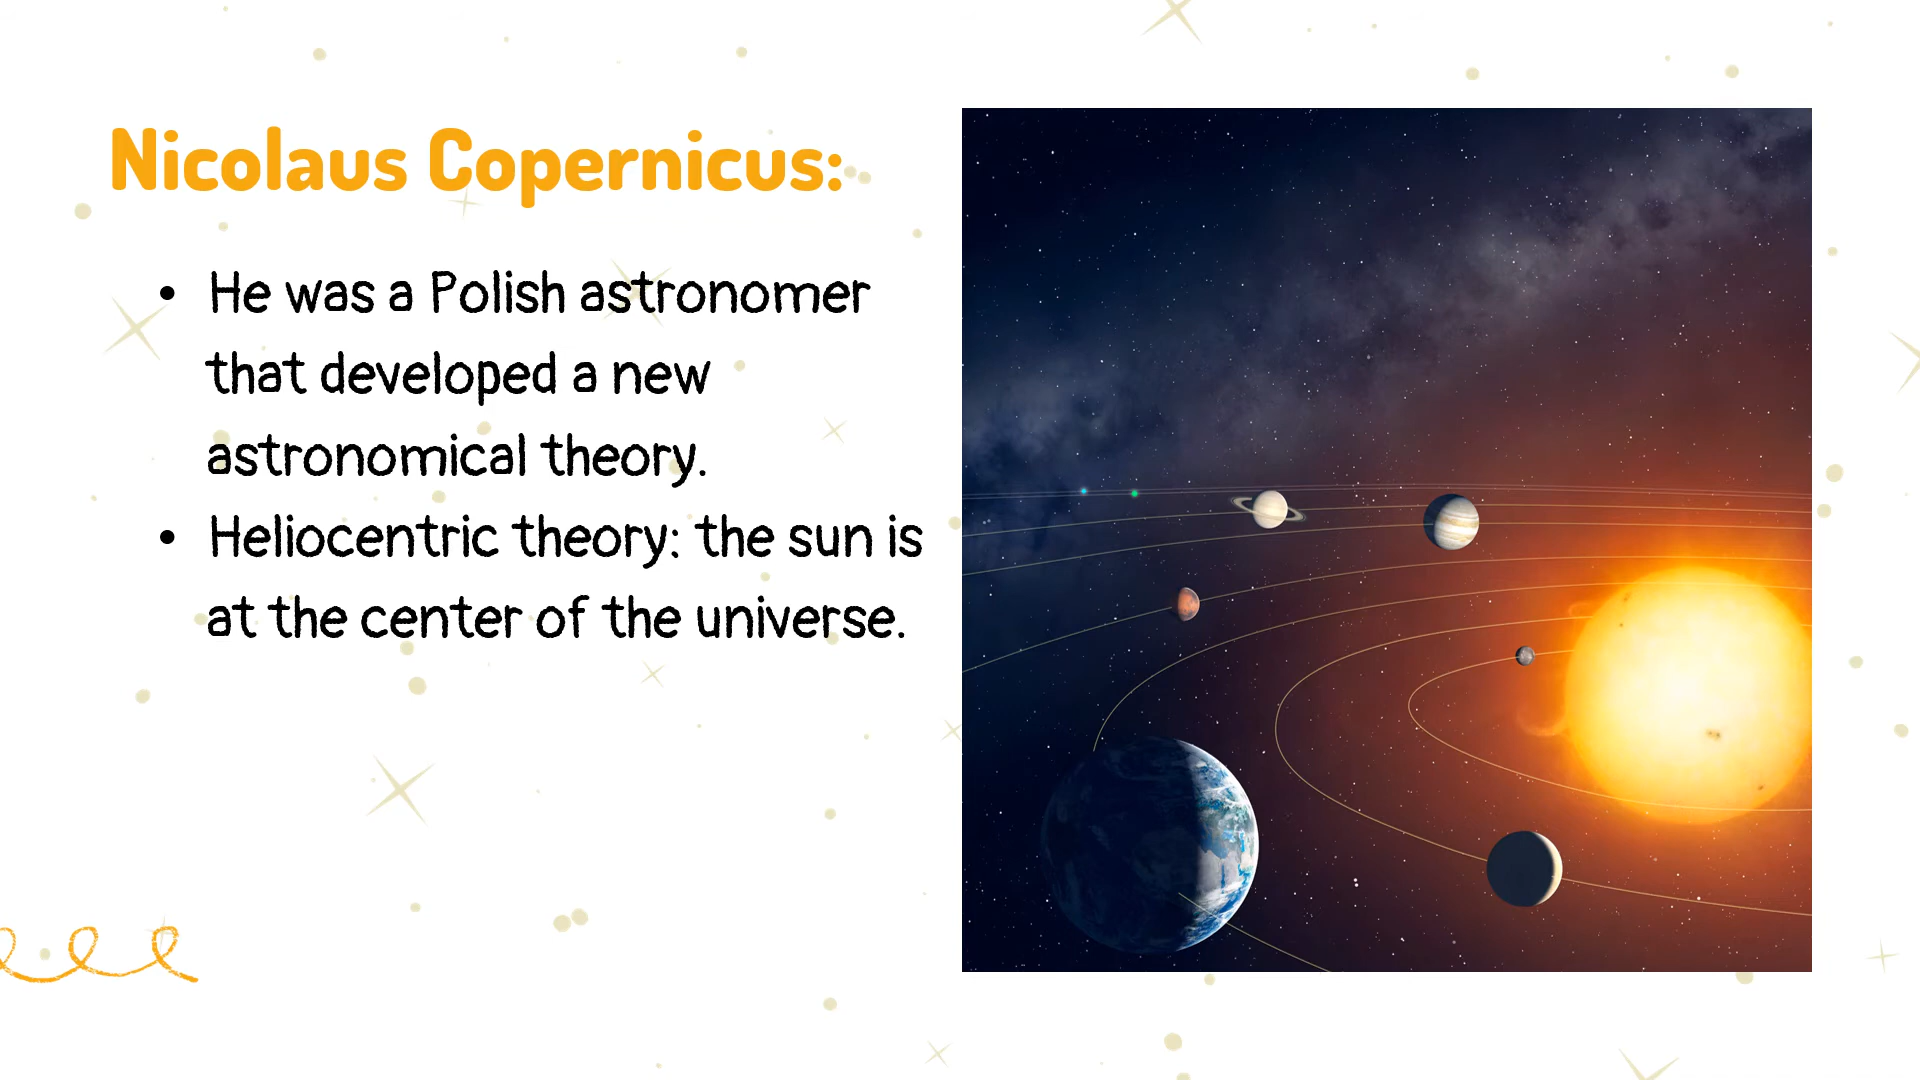 Nicolaus Copernicus:
• He was a Polish astronomer
that developed a new
astronomical theory.
• Heliocentric theory: the sun is
at the center of the universe.